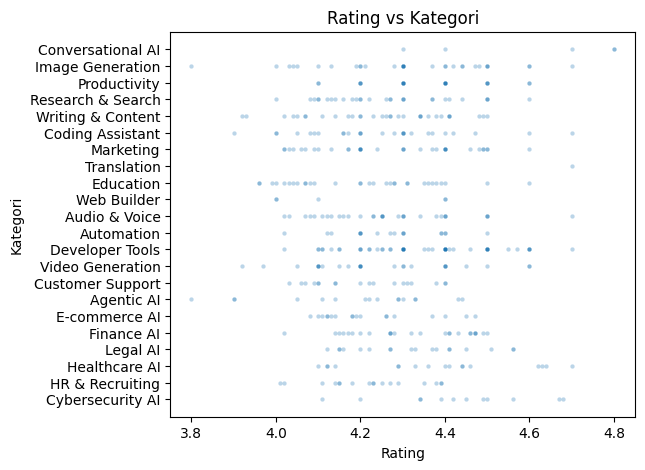 Rating vs Kategori
Conversational AI
Image Generation
Productivity
Research & Search
Writing & Content
Coding Assistant
Marketing
Translation
Education
Web Builder
Audio & Voice
Automation
Developer Tools
Video Generation
Customer Support
Agentic AI
E-commerce AI
Finance AI
Legal AI
Healthcare AI
HR & Recruiting
Cybersecurity AI
Kategori
3.8 4.0 4.2 4.4 4.6 4.8
Rating